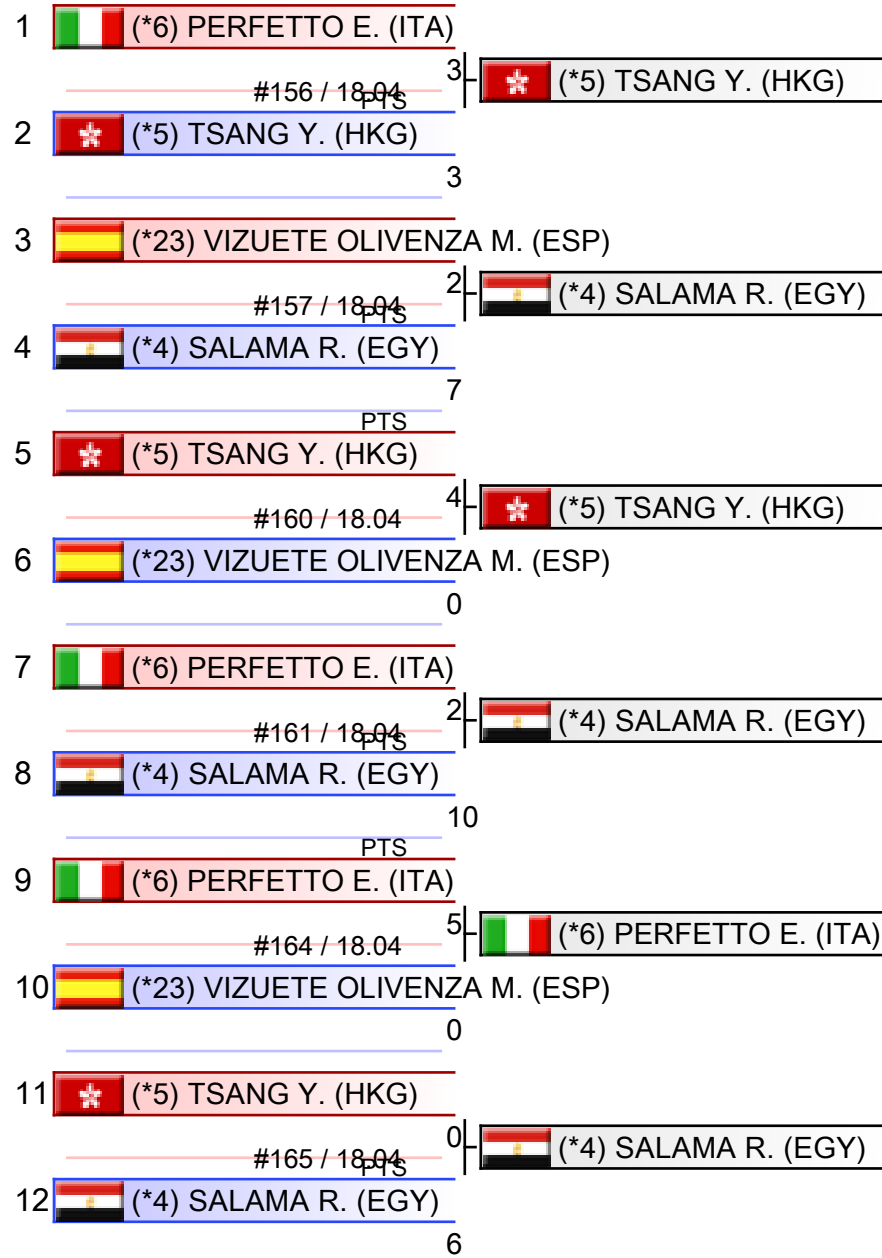 1 (*6) PERFETTO E. (ITA)
3 (*5) TSANG Y. (HKG)
#156 / 18.04
PTS
2 (*5) TSANG Y. (HKG)
3
3 (*23) VIZUETE OLIVENZA M. (ESP)
2 (*4) SALAMA R. (EGY)
#157 / 18.04
PTS
4 (*4) SALAMA R. (EGY)
7
PTS
5 (*5) TSANG Y. (HKG)
4 (*5) TSANG Y. (HKG)
#160 / 18.04
6 (*23) VIZUETE OLIVENZA M. (ESP)
0
7 (*6) PERFETTO E. (ITA)
2 (*4) SALAMA R. (EGY)
#161 / 18.04
PTS
8 (*4) SALAMA R. (EGY)
10
PTS
9 (*6) PERFETTO E. (ITA)
5 (*6) PERFETTO E. (ITA)
#164 / 18.04
10 (*23) VIZUETE OLIVENZA M. (ESP)
0
11 (*5) TSANG Y. (HKG)
0 (*4) SALAMA R. (EGY)
#165 / 18.04
PTS
12 (*4) SALAMA R. (EGY)
6